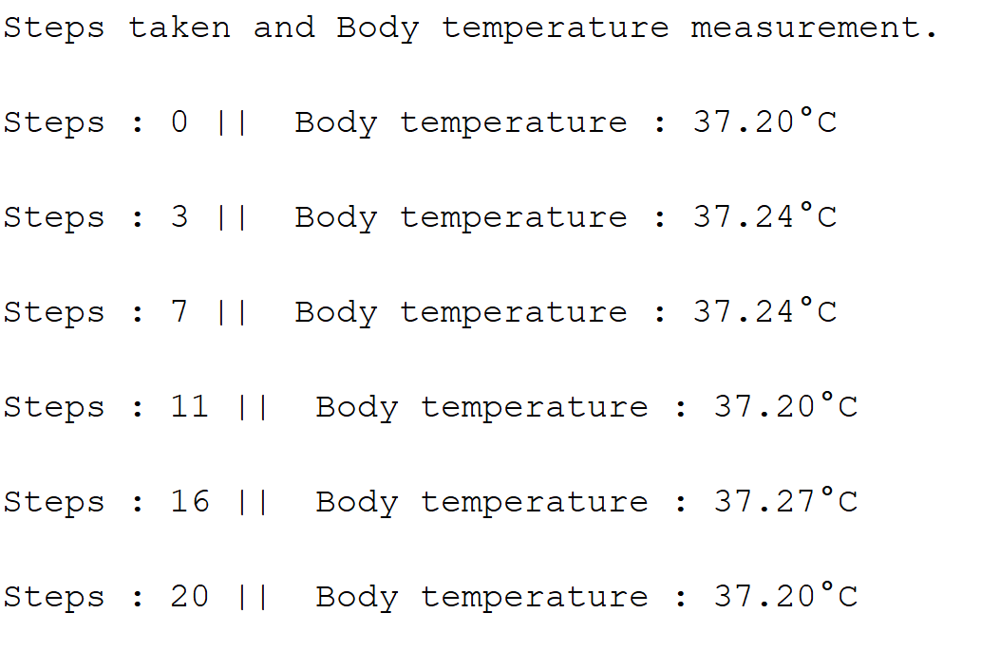 Steps taken and Body temperature measurement.
Steps : 0 ||  Body temperature : 37.20°C
Steps : 3 ||  Body temperature : 37.24°C
Steps : 7 ||  Body temperature : 37.24°C
Steps : 11 ||  Body temperature : 37.20°C
Steps : 16 ||  Body temperature : 37.27°C
Steps : 20 ||  Body temperature : 37.20°C